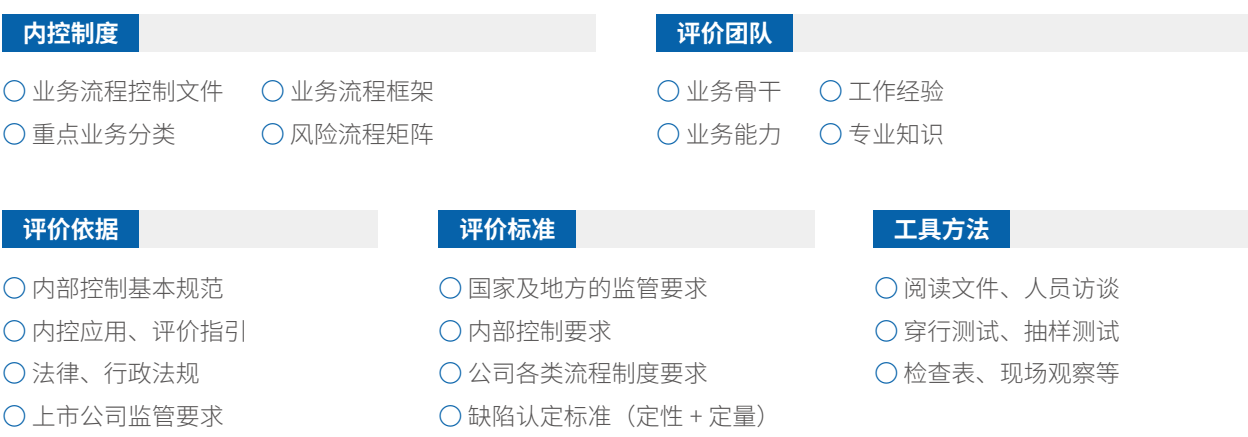 内控制度
○ 业务流程控制文件 ○ 业务流程框架
○ 重点业务分类 ○ 风险流程矩阵
评价团队
○ 业务骨干 ○ 工作经验
○ 业务能力 ○ 专业知识
评价依据
○ 内部控制基本规范
○ 内控应用、评价指引
○ 法律、行政法规
○ 上市公司监管要求
评价标准
○ 国家及地方的监管要求
○ 内部控制要求
○ 公司各类流程制度要求
○ 缺陷认定标准（定性 + 定量）
工具方法
○ 阅读文件、人员访谈
○ 穿行测试、抽样测试
○ 检查表、现场观察等